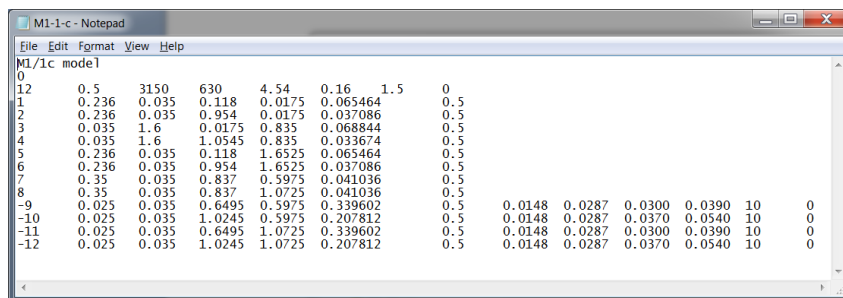 M1-1-c - Notepad
File Edit Format View Help
M1/1c model
0
12 0.5 3150 630 4.54 0.16 1.5 0
1 0.236 0.035 0.118 0.0175 0.065464 0.5
2 0.236 0.035 0.954 0.0175 0.037086 0.5
3 0.035 1.6 0.0175 0.835 0.068844 0.5
4 0.035 1.6 1.0545 0.835 0.033674 0.5
5 0.236 0.035 0.118 1.6525 0.065464 0.5
6 0.236 0.035 0.954 1.6525 0.037086 0.5
7 0.35 0.035 0.837 0.5975 0.041036 0.5
8 0.35 0.035 0.837 1.0725 0.041036 0.5
-9 0.025 0.035 0.6495 0.5975 0.339602 0.5 0.0148 0.0287 0.0300 0.0390 10 0
-10 0.025 0.035 1.0245 0.5975 0.207812 0.5 0.0148 0.0287 0.0370 0.0540 10 0
-11 0.025 0.035 0.6495 1.0725 0.339602 0.5 0.0148 0.0287 0.0300 0.0390 10 0
-12 0.025 0.035 1.0245 1.0725 0.207812 0.5 0.0148 0.0287 0.0370 0.0540 10 0